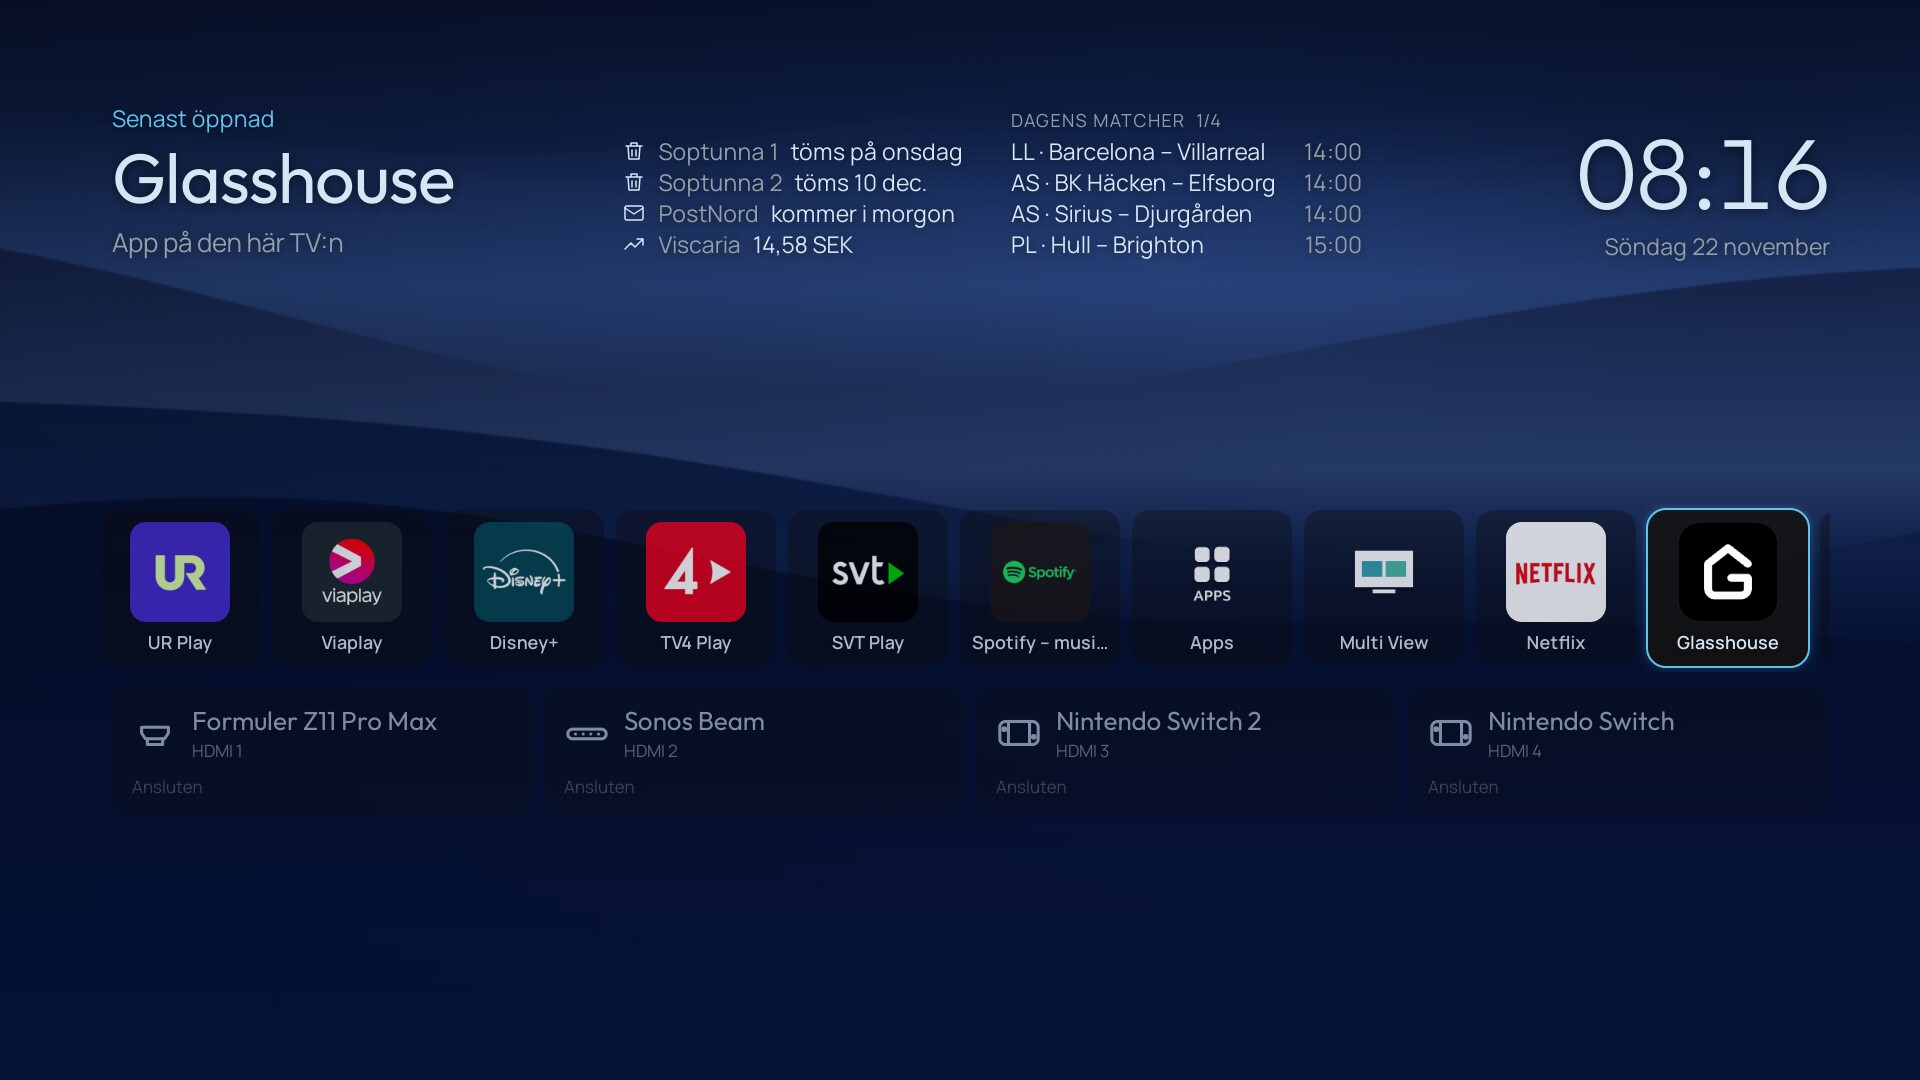 Senast öppnad
Glasshouse
App på den här TV:n
Soptunna 1 töms på onsdag
Soptunna 2 töms 10 dec.
PostNord kommer i morgon
Viscaria 14,58 SEK
DAGENS MATCHER 1/4
LL · Barcelona – Villarreal 14:00
AS · BK Häcken – Elfsborg 14:00
AS · Sirius – Djurgården 14:00
PL · Hull – Brighton 15:00
08:16
Söndag 22 november
UR
UR Play
viaplay
Viaplay
Disney+
Disney+
4
TV4 Play
svt
SVT Play
Spotify
Spotify – musi...
APPS
Apps
Multi View
NETFLIX
Netflix
G
Glasshouse
Formuler Z11 Pro Max
HDMI 1
Ansluten
Sonos Beam
HDMI 2
Ansluten
Nintendo Switch 2
HDMI 3
Ansluten
Nintendo Switch
HDMI 4
Ansluten